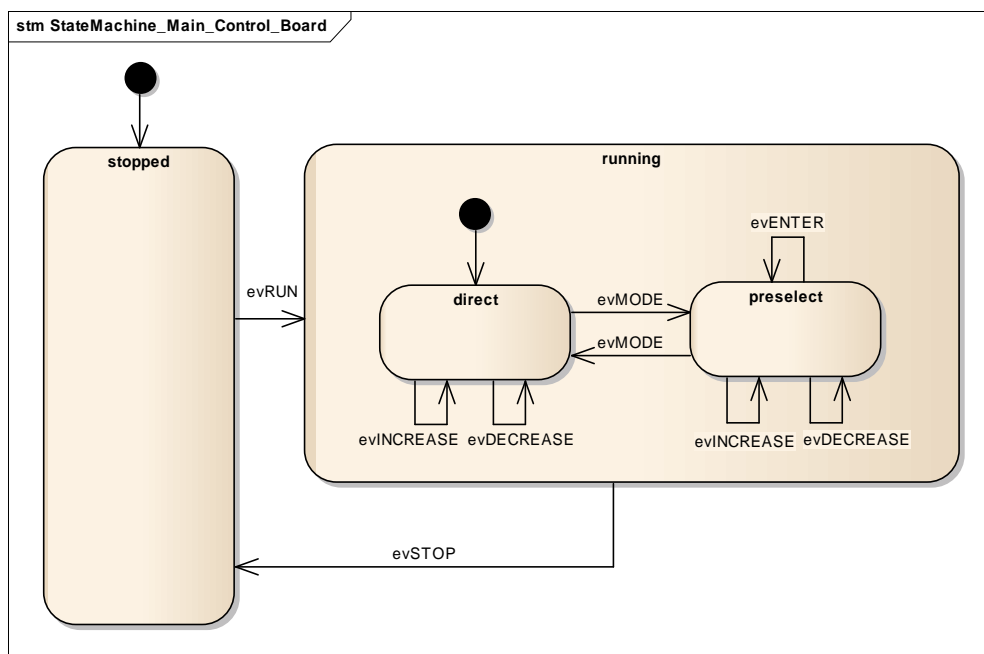 stm StateMachine_Main_Control_Board
stopped
running
evENTER
evRUN
direct
evMODE
preselect
evMODE
evINCREASE
evDECREASE
evINCREASE
evDECREASE
evSTOP